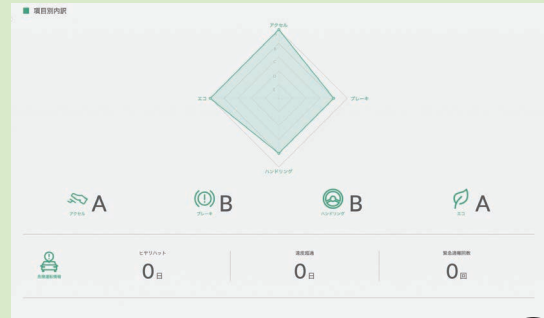 項目別内訳
アクセル
エコ
ブレーキ
ハンドリング
アクセル A
ブレーキ B
ハンドリング B
エコ A
ヒヤリハット
0日
速度超過
0日
緊急通報回数
0回